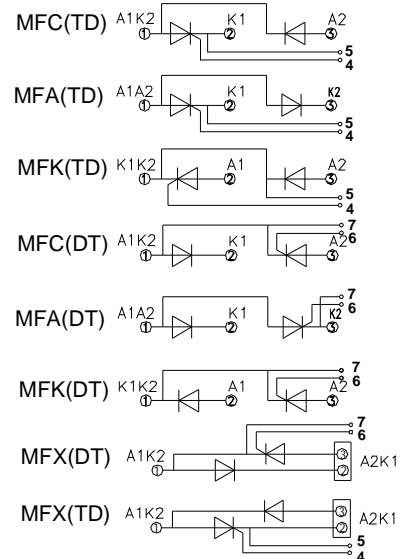 MFC(TD) A1K2 K1 A2
1 2 3 5
4
MFA(TD) A1A2 K1 K2
1 2 3 5
4
MFK(TD) K1K2 A1 A2
1 2 3 5
4
MFC(DT) A1K2 K1 A2 7
6
1 2 3
MFA(DT) A1A2 K1 K2 7
6
1 2 3
MFK(DT) K1K2 A1 A2 7
6
1 2 3
7
6
MFX(DT) A1K2 3 A2K1
1 2
MFX(TD) A1K2 3 A2K1
1 2
5
4